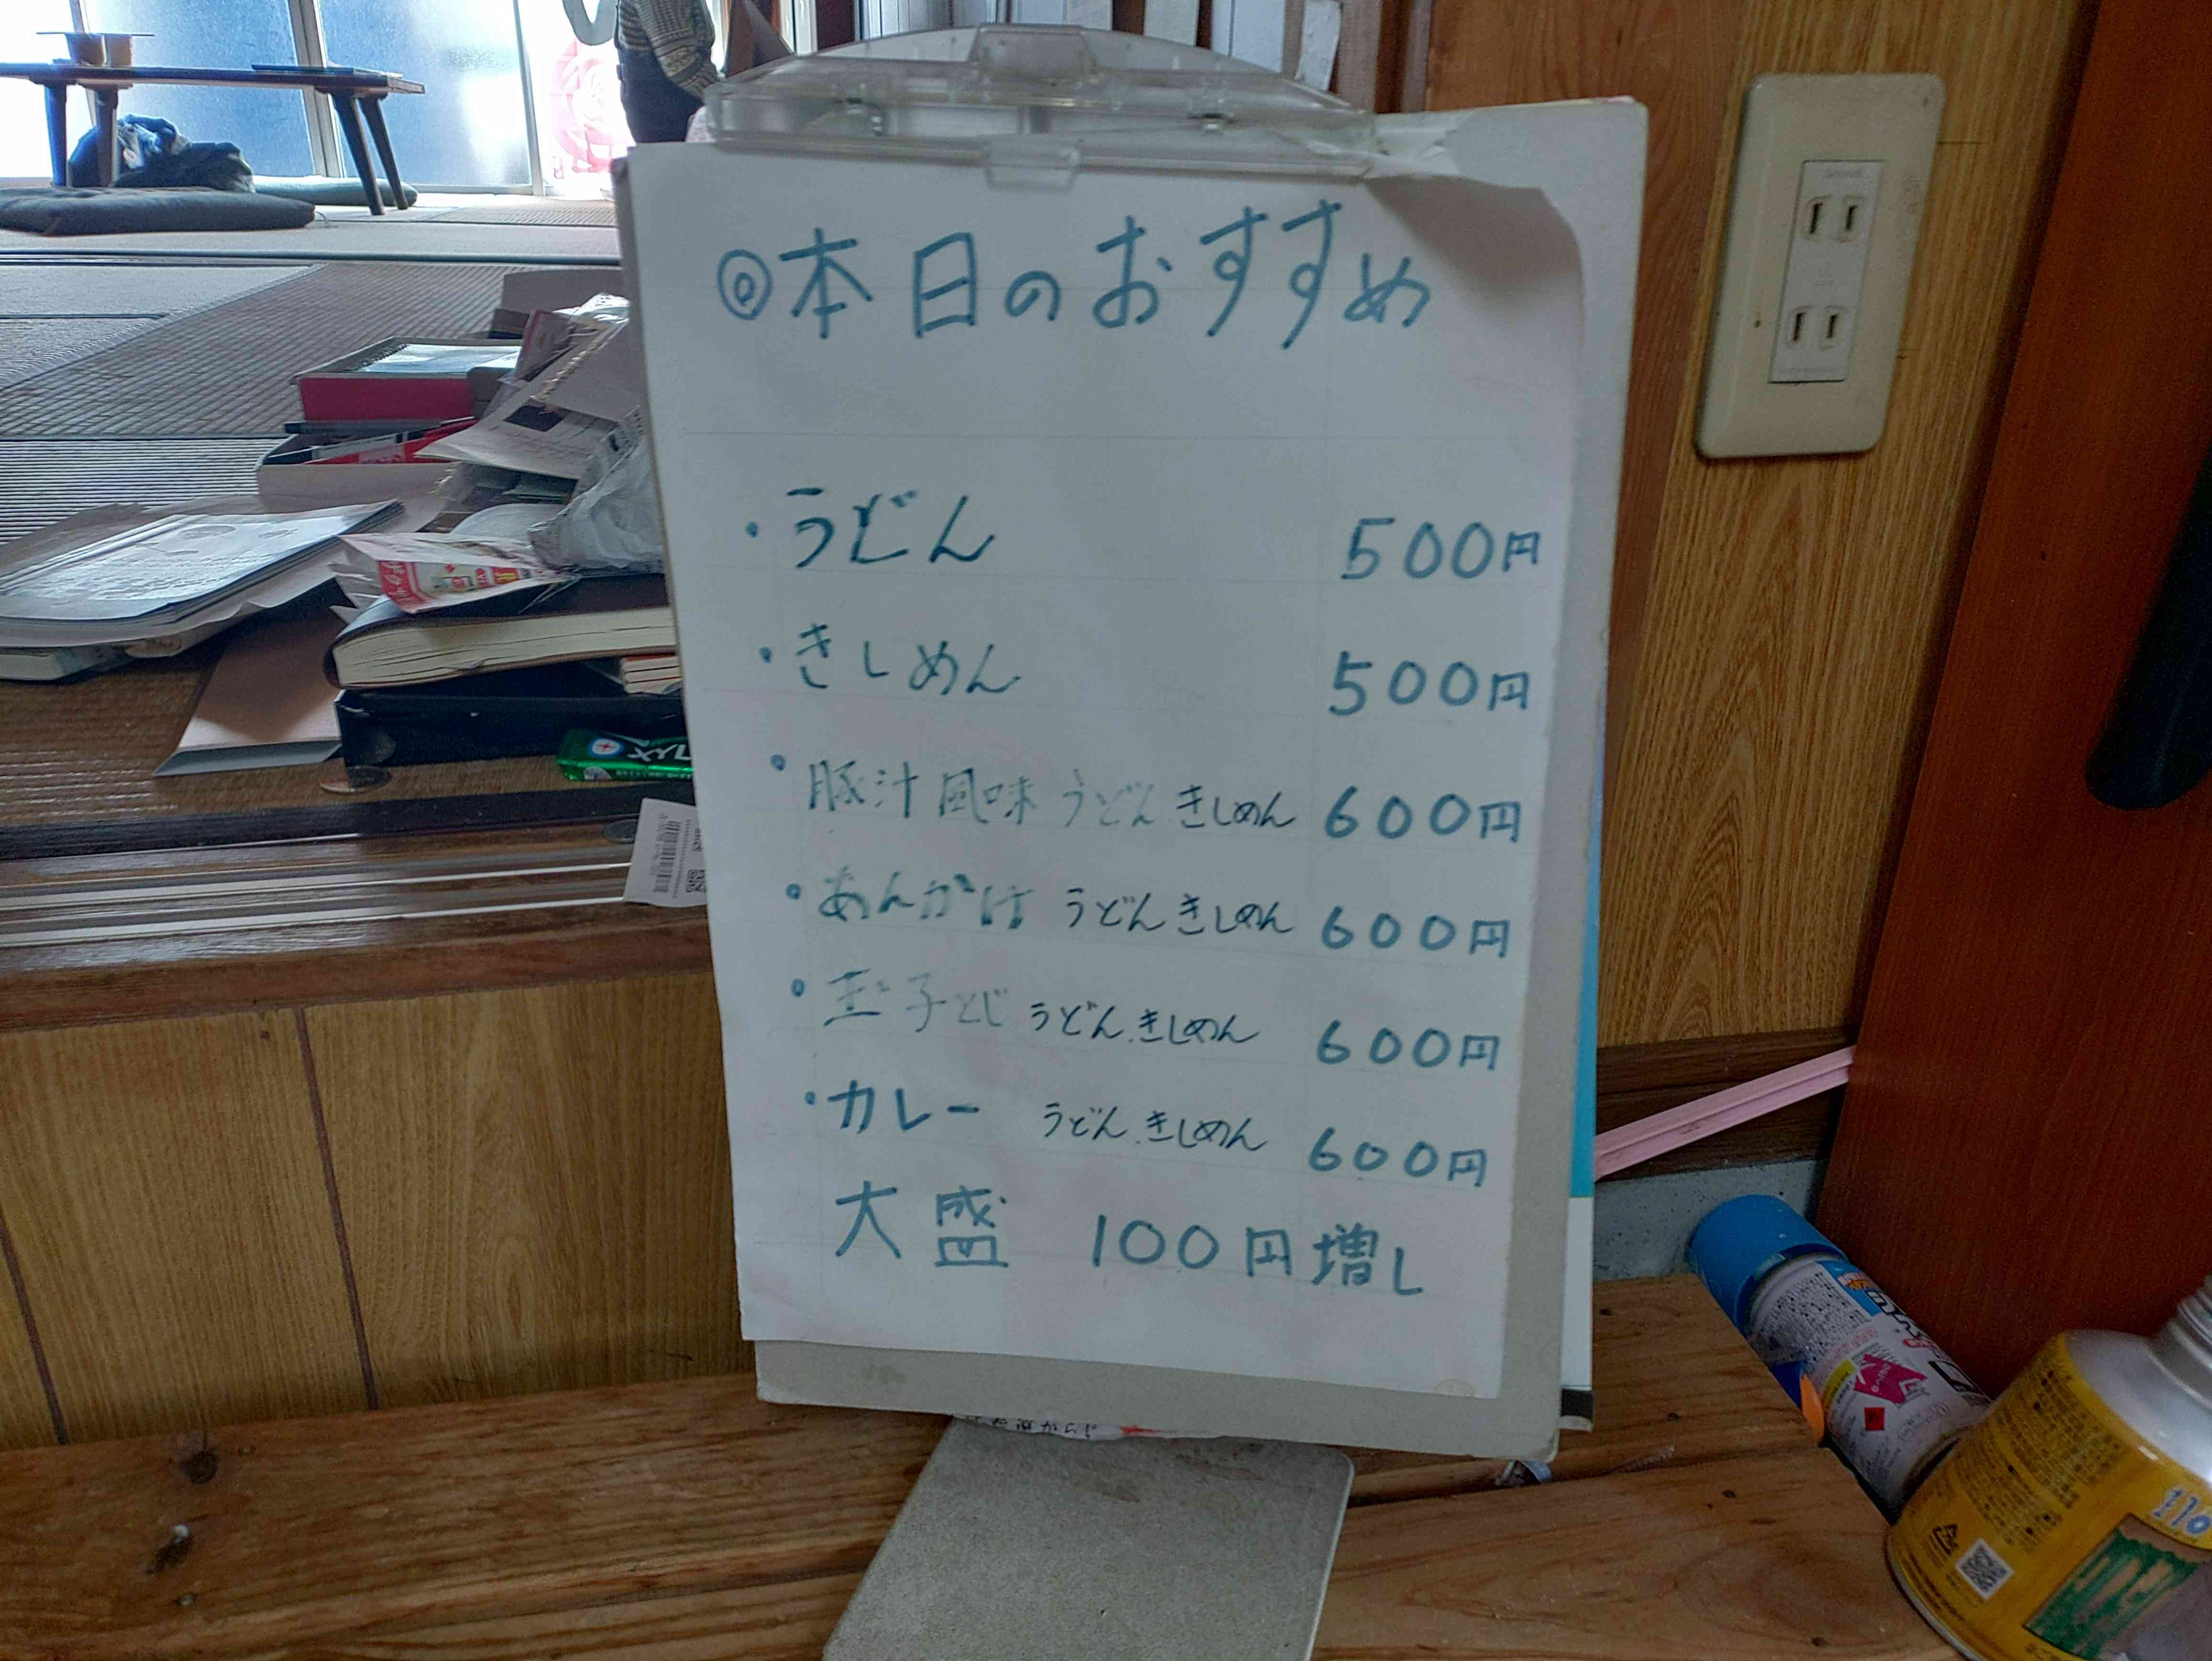 ◎本日のおすすめ
・うどん 500円
・きしめん 500円
・豚汁風味 うどん きしめん 600円
・あんかけ うどん きしめん 600円
・玉子とじ うどん、きしめん 600円
・カレー うどん、きしめん 600円
大盛 100円増し
XYL
110